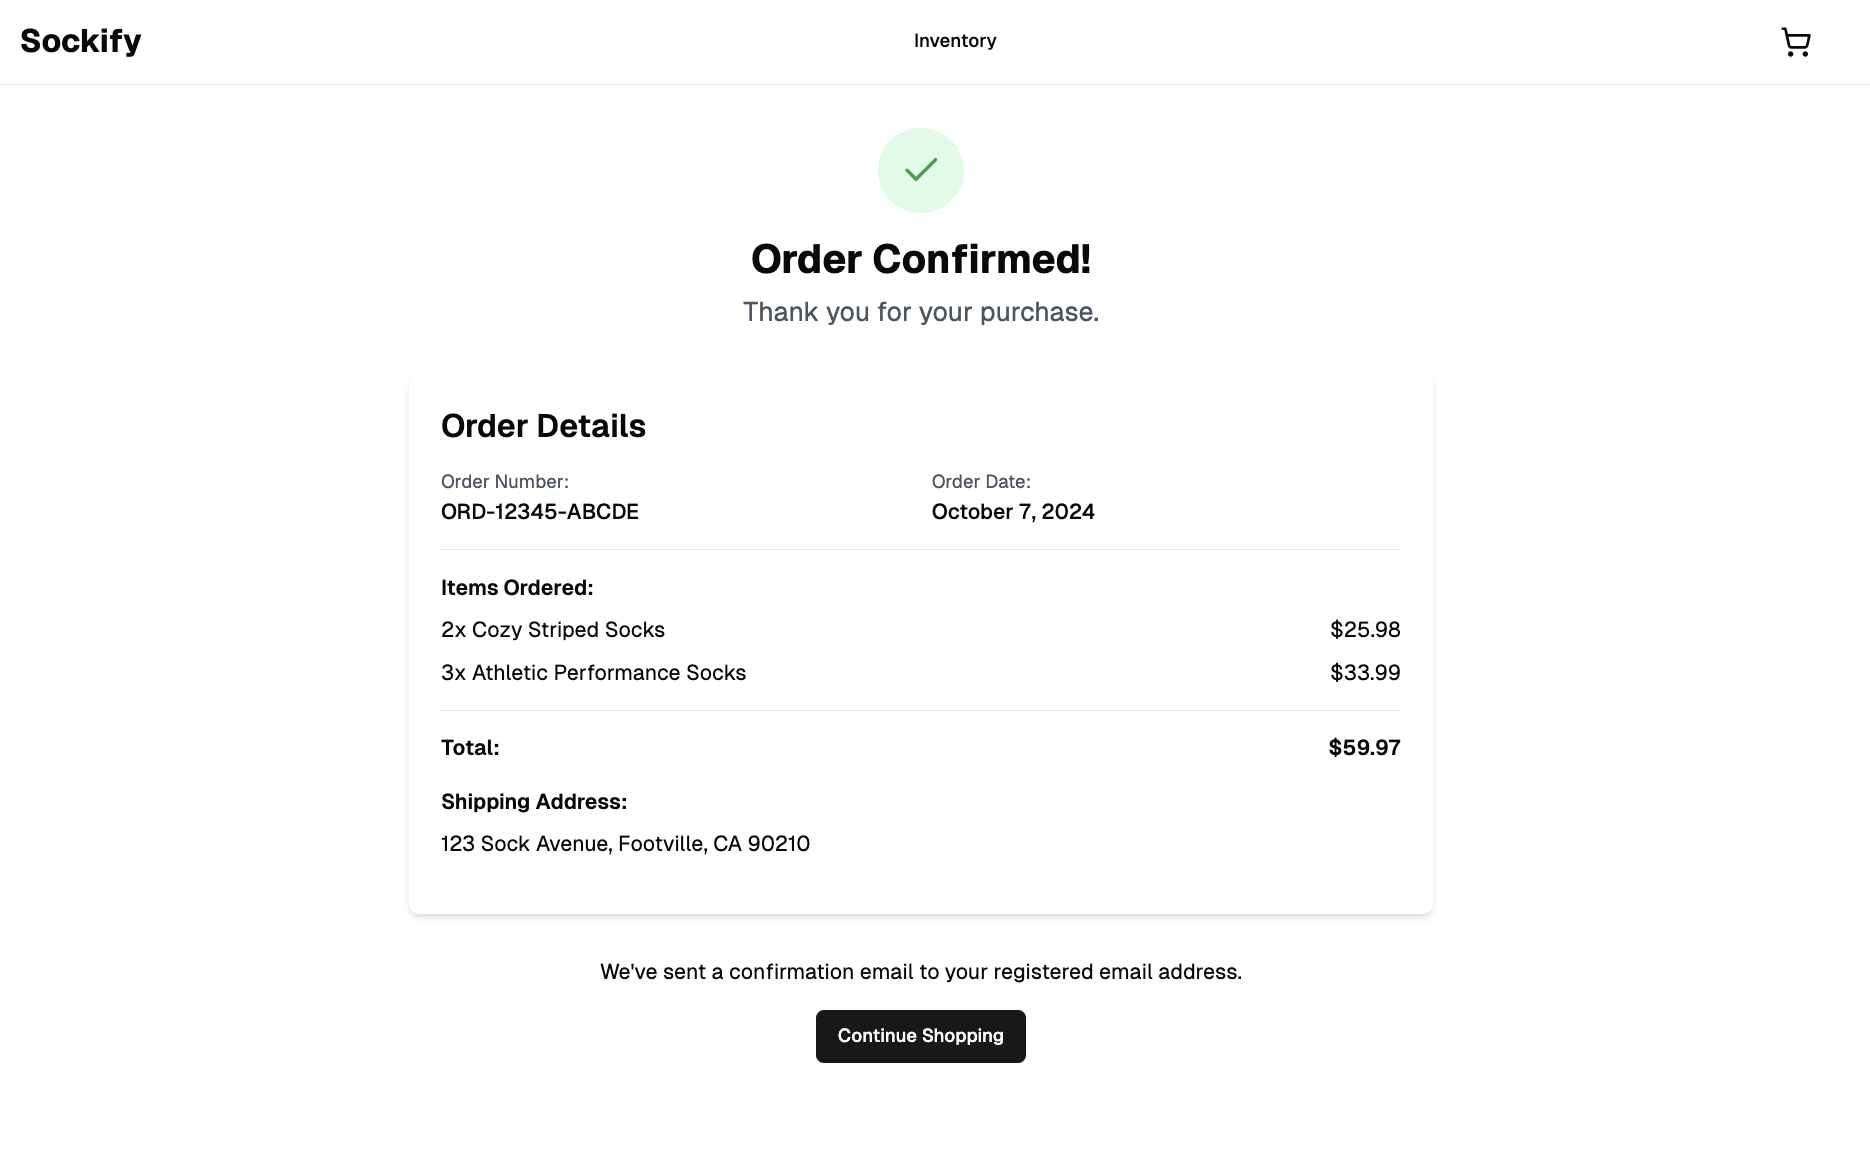 Sockify
Inventory
Order Confirmed!
Thank you for your purchase.
Order Details
Order Number:
ORD-12345-ABCDE
Order Date:
October 7, 2024
Items Ordered:
2x Cozy Striped Socks $25.98
3x Athletic Performance Socks $33.99
Total: $59.97
Shipping Address:
123 Sock Avenue, Footville, CA 90210
We've sent a confirmation email to your registered email address.
Continue Shopping